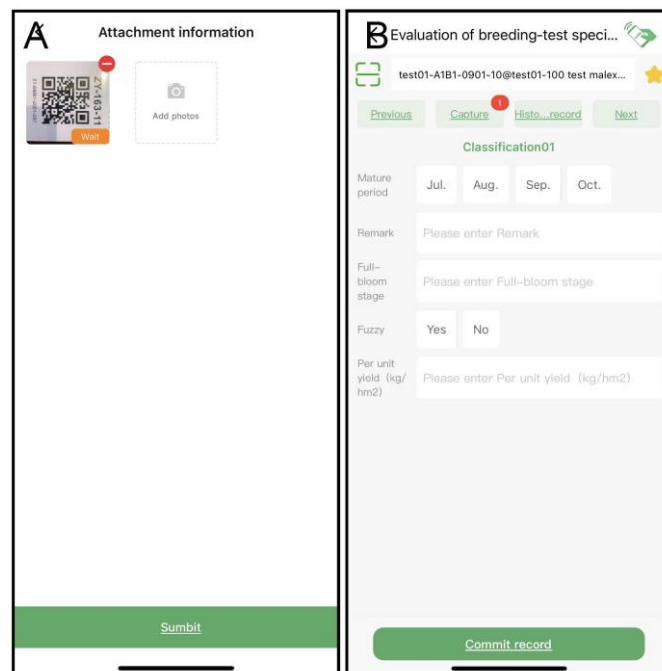 A
Attachment information
ZY-163-11
Wait
Add photos
Sumbit
B
Evaluation of breeding-test speci...
test01-A1B1-0901-10@test01-100 test malex...
Previous
Capture
1
Histo....record
Next
Classification01
Mature period
Jul.
Aug.
Sep.
Oct.
Remark
Please enter Remark
Full-
bloom
stage
Please enter Full-bloom stage
Fuzzy
Yes
No
Per unit
yield (kg/
hm2)
Please enter Per unit yield (kg/hm2)
Commit record